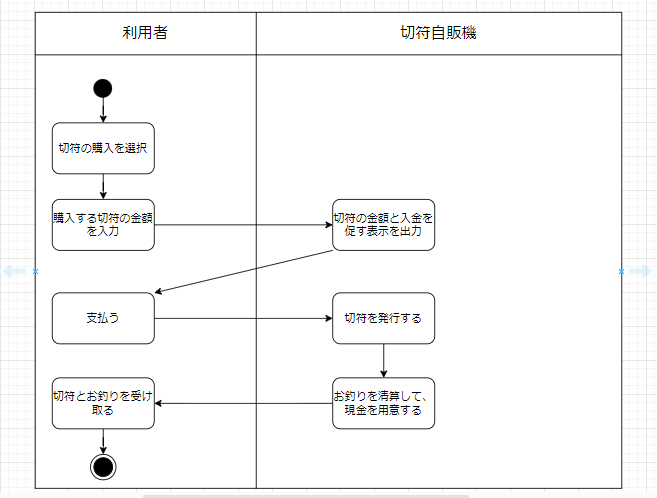 利用者
切符自販機
切符の購入を選択
購入する切符の金額
を入力
切符の金額と入金を
促す表示を出力
支払う
切符を発行する
切符とお釣りを受け
取る
お釣りを清算して、
現金を用意する